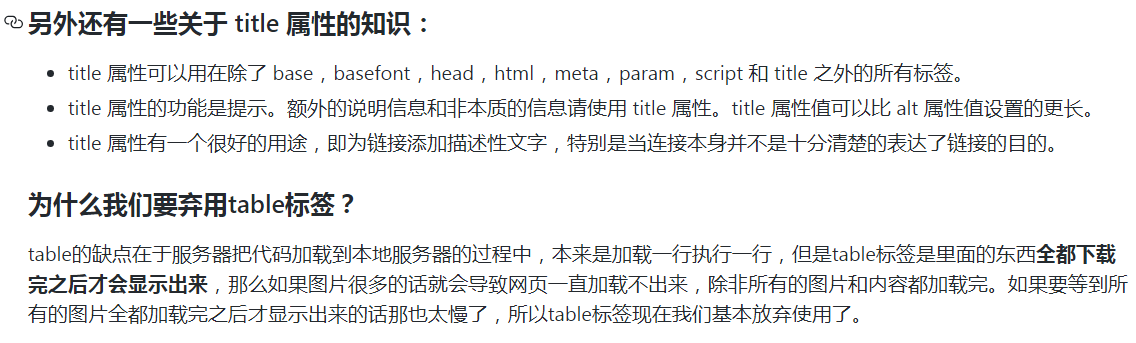 另外还有一些关于 title 属性的知识：
title 属性可以用在除了 base，basefont，head，html，meta，param，script 和 title 之外的所有标签。
title 属性的功能是提示。额外的说明信息和非本质的信息请使用 title 属性。title 属性值可以比 alt 属性值设置的更长。
title 属性有一个很好的用途，即为链接添加描述性文字，特别是当连接本身并不是十分清楚的表达了链接的目的。
为什么我们要弃用table标签？
table的缺点在于服务器把代码加载到本地服务器的过程中，本来是加载一行执行一行，但是table标签是里面的东西全都下载
完之后才会显示出来，那么如果图片很多的话就会导致网页一直加载不出来，除非所有的图片和内容都加载完。如果要等到所
有的图片全都加载完之后才显示出来的话那也太慢了，所以table标签现在我们基本放弃使用了。